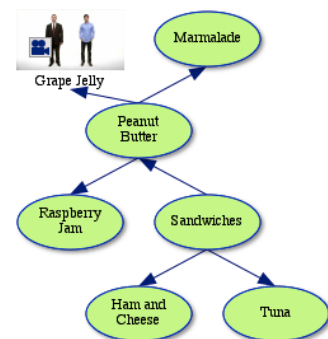 Marmalade
Grape Jelly
Peanut
Butter
Raspberry
Jam
Sandwiches
Ham and
Cheese
Tuna